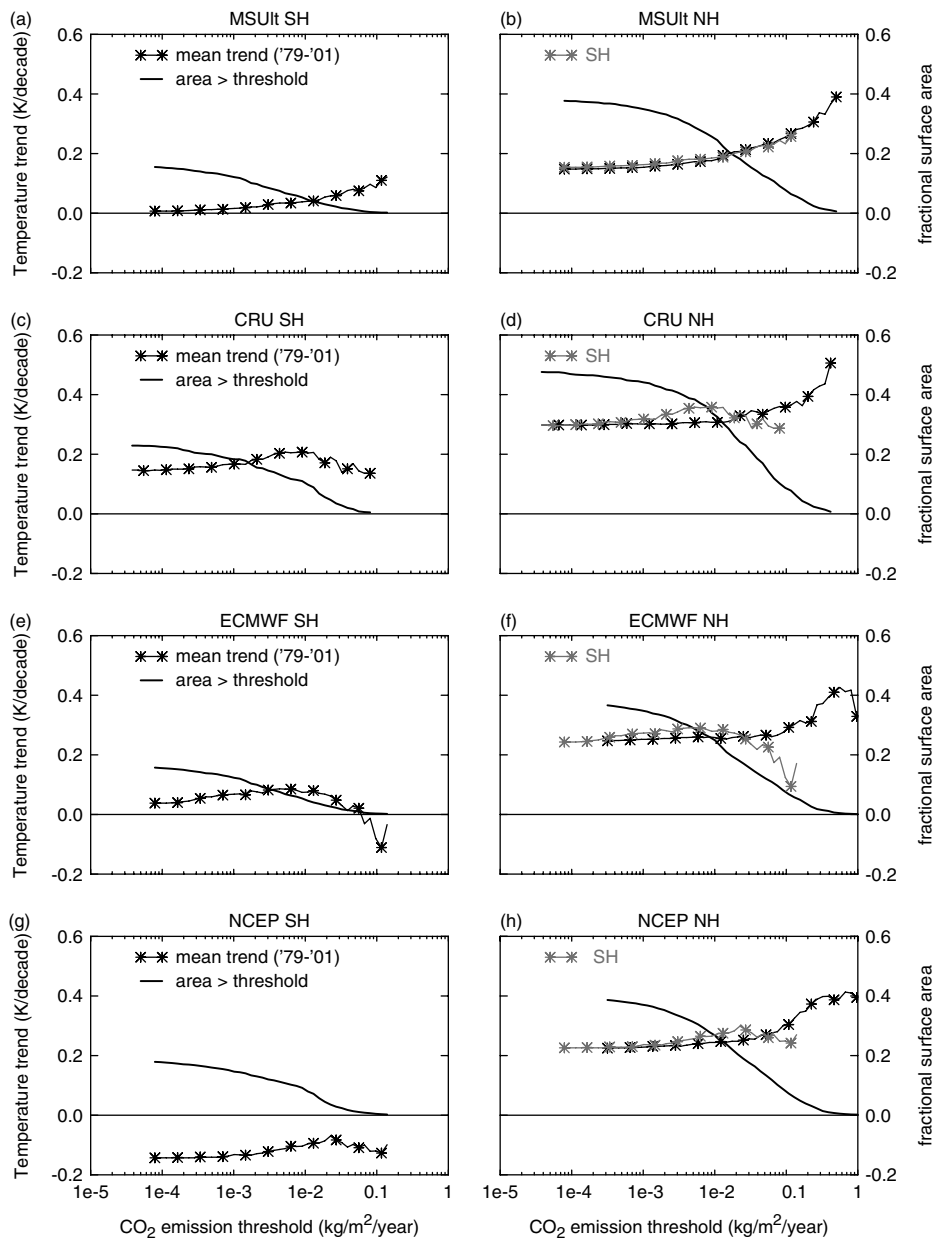 (a) MSUlt SH
mean trend ('79-'01)
area > threshold
Temperature trend (K/decade)
0.6
0.4
0.2
0.0
-0.2
(b) MSUlt NH
SH
0.6
0.4
0.2
0.0
-0.2
fractional surface area
(c) CRU SH
mean trend ('79-'01)
area > threshold
Temperature trend (K/decade)
0.6
0.4
0.2
0.0
-0.2
(d) CRU NH
SH
0.6
0.4
0.2
0.0
-0.2
fractional surface area
(e) ECMWF SH
mean trend ('79-'01)
area > threshold
Temperature trend (K/decade)
0.6
0.4
0.2
0.0
-0.2
(f) ECMWF NH
SH
0.6
0.4
0.2
0.0
-0.2
fractional surface area
(g) NCEP SH
mean trend ('79-'01)
area > threshold
Temperature trend (K/decade)
0.6
0.4
0.2
0.0
-0.2
1e-5 1e-4 1e-3 1e-2 0.1 1
CO2 emission threshold (kg/m2/year)
(h) NCEP NH
SH
0.6
0.4
0.2
0.0
-0.2
fractional surface area
1e-5 1e-4 1e-3 1e-2 0.1 1
CO2 emission threshold (kg/m2/year)